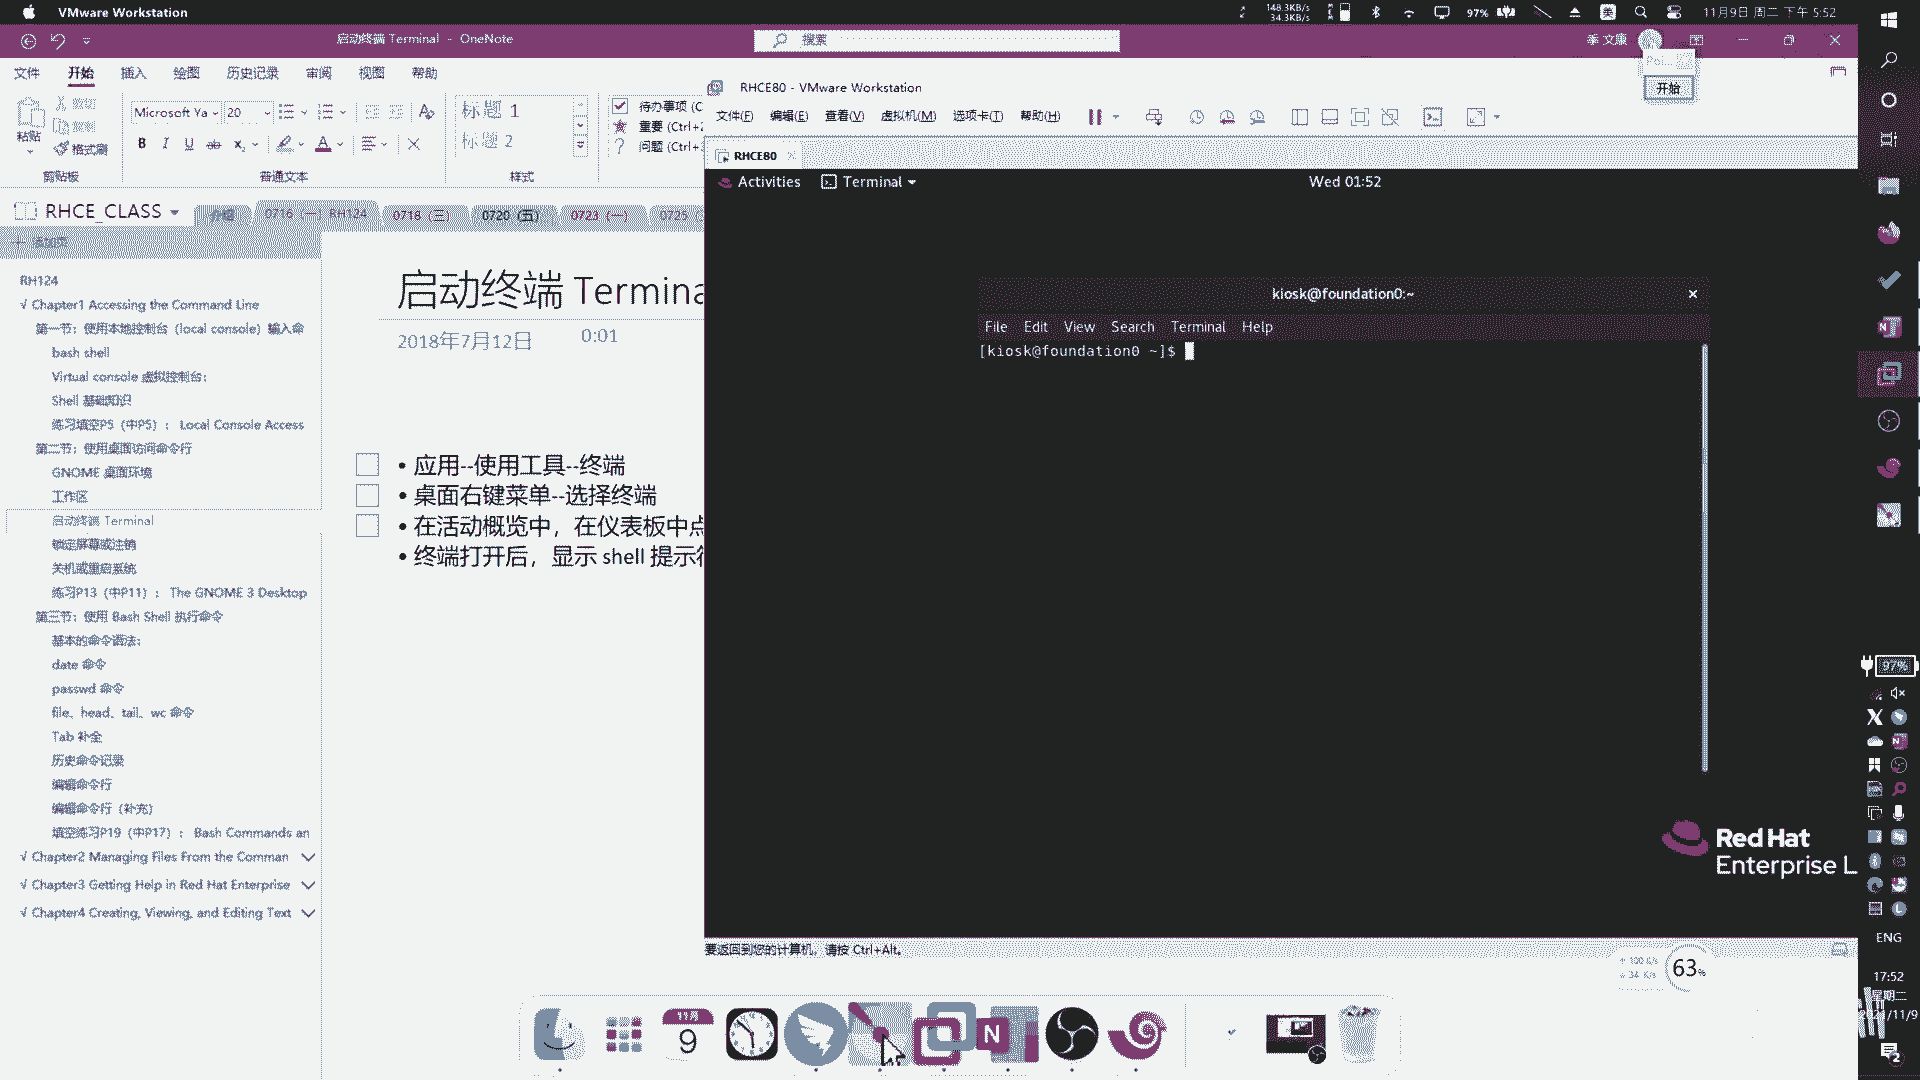 VMware Workstation
148.3KB/s
34.3KB/s
97%
美
11月9日 周二 下午 5:52
启动终端 Terminal - OneNote
搜索
季 文康
文件 开始 插入 绘图 历史记录 审阅 视图 帮助
开始
粘贴
格式刷
剪贴板
Microsoft Ya 20
B I U ab x₂ A
普通文本
标题 1
标题 2
样式
待办事项 (C
重要 (Ctrl+2
问题 (Ctrl+
RHCE80 - VMware Workstation
文件(F) 编辑(E) 查看(V) 虚拟机(M) 选项卡(T) 帮助(H)
RHCE80
Activities Terminal Wed 01:52
RHCE_CLASS
介绍 0716（一）RH124 0718（三） 0720（五） 0723（一） 0725
添加页
RH124
√ Chapter1 Accessing the Command Line
第一节：使用本地控制台（local console）输入命
bash shell
Virtual console 虚拟控制台：
Shell 基础知识
练习填空P5（中P5）： Local Console Access
第二节：使用桌面访问命令行
GNOME 桌面环境
工作区
启动终端 Terminal
锁定屏幕或注销
关机或重启系统
练习P13（中P11）： The GNOME 3 Desktop
第三节：使用 Bash Shell 执行命令
基本的命令语法：
date 命令
passwd 命令
file、head、tail、wc 命令
Tab 补全
历史命令记录
编辑命令行
编辑命令行（补充）
填空练习P19（中P17）： Bash Commands an
√ Chapter2 Managing Files From the Comman
√ Chapter3 Getting Help in Red Hat Enterprise
√ Chapter4 Creating, Viewing, and Editing Text
启动终端 Termina
2018年7月12日 0:01
• 应用--使用工具--终端
• 桌面右键菜单--选择终端
• 在活动概览中，在仪表板中点
• 终端打开后，显示 shell 提示符
kiosk@foundation0:~
File Edit View Search Terminal Help
[kiosk@foundation0 ~]$
Red Hat
Enterprise L
要返回到您的计算机，请按 Ctrl+Alt。
63%
11月
9
N
97%
ENG
17:52
星期二
2021/11/9
2